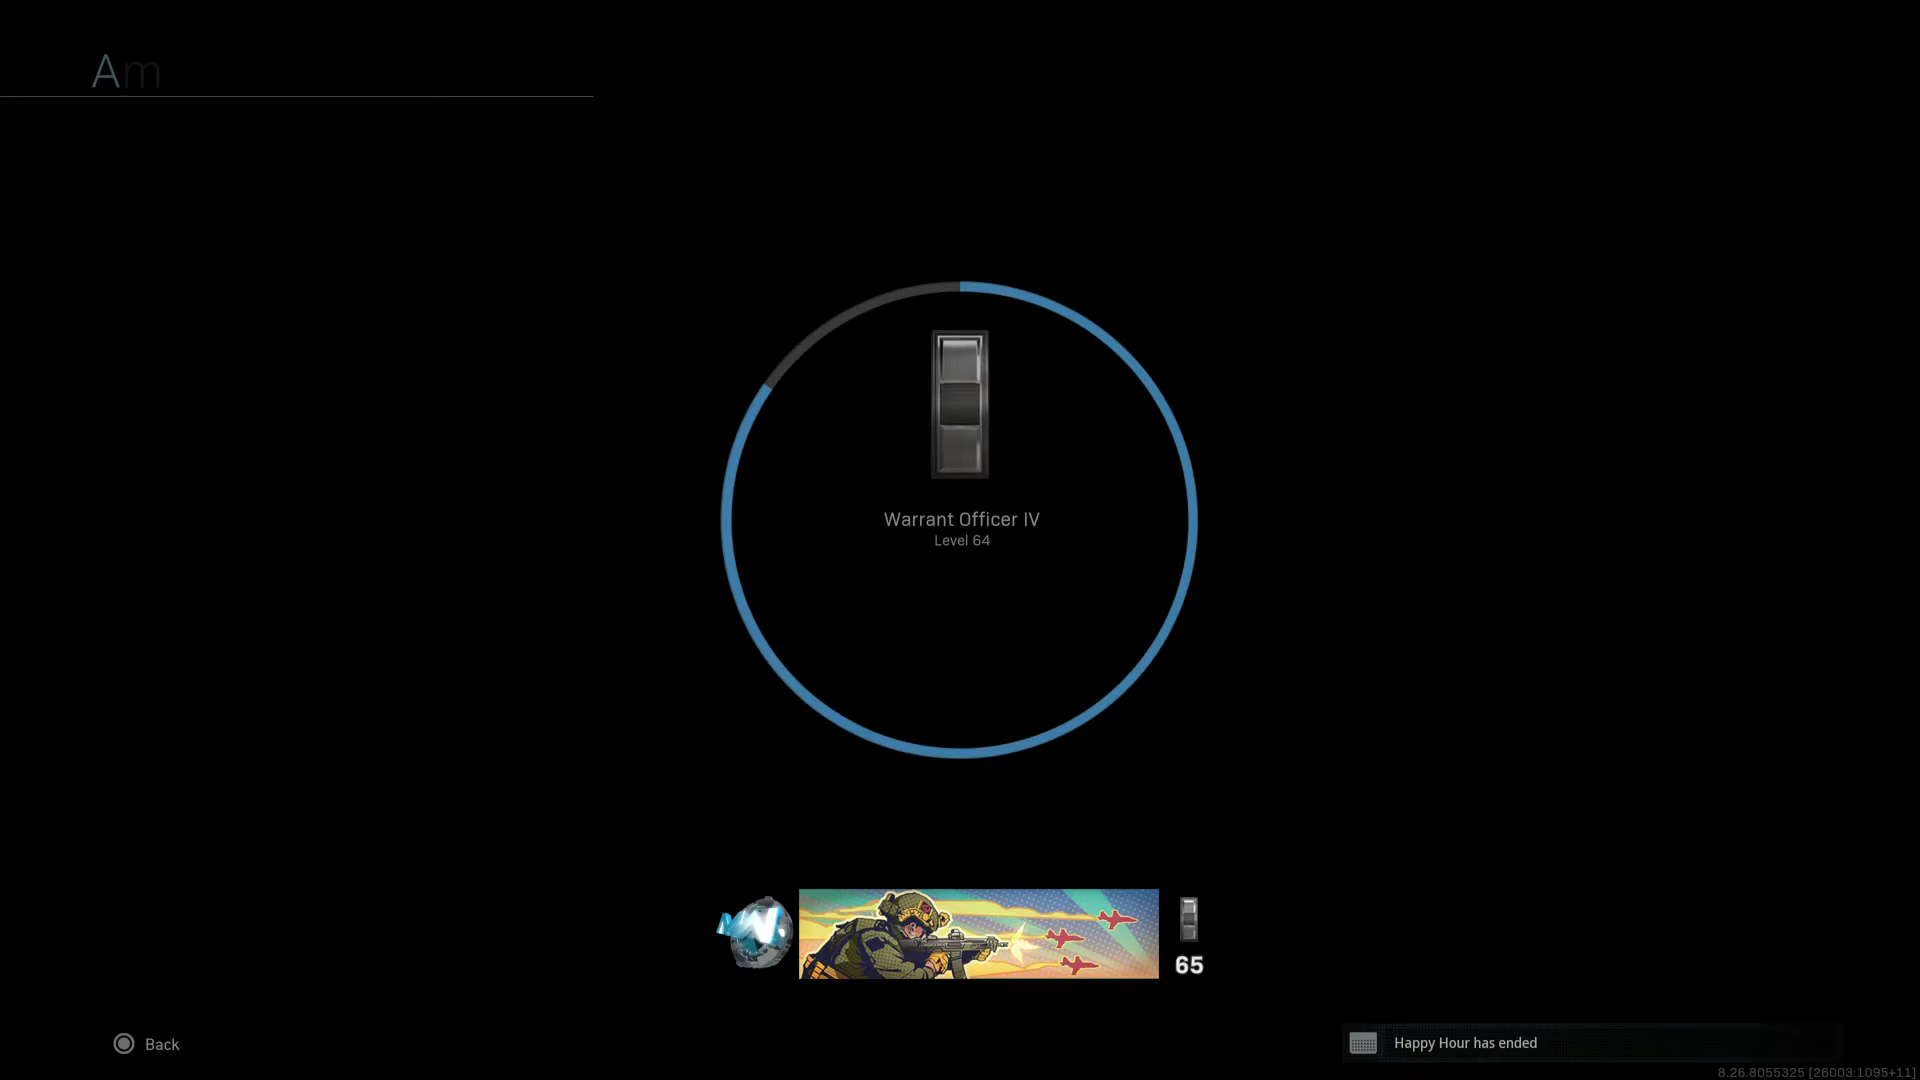 Am
Warrant Officer IV
Level 64
65
Back
Happy Hour has ended
8.26.8055325 [26003:1095+11]